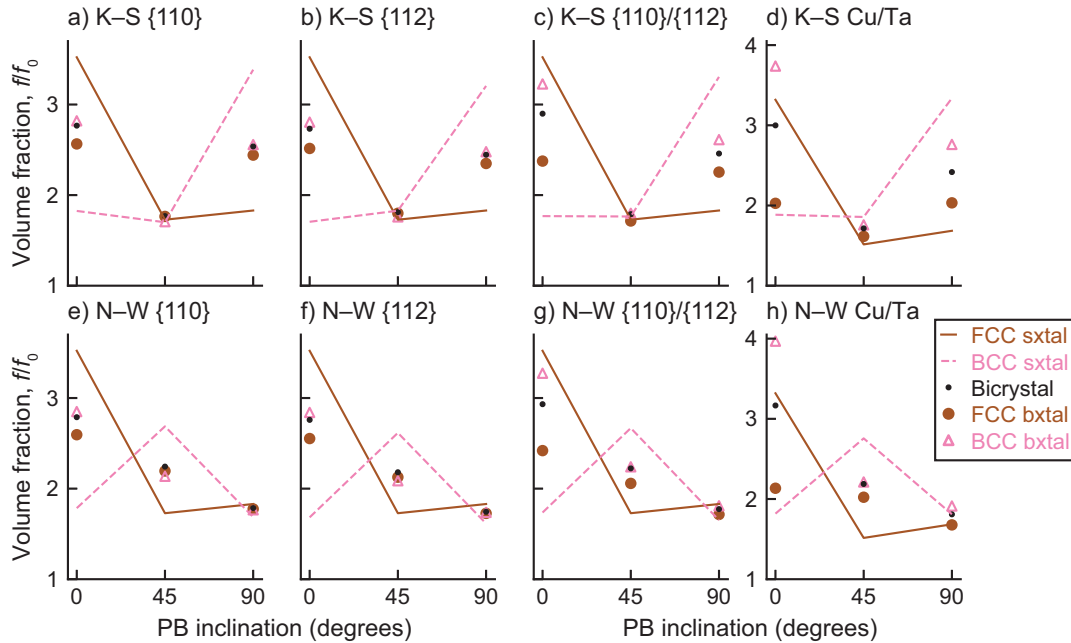 a) K–S {110}
b) K–S {112}
c) K–S {110}/{112}
d) K–S Cu/Ta
Volume fraction, f/f0
3
2
1
4
3
2
1
e) N–W {110}
f) N–W {112}
g) N–W {110}/{112}
h) N–W Cu/Ta
Volume fraction, f/f0
3
2
1
4
3
2
1
FCC sxtal
BCC sxtal
Bicrystal
FCC bxtal
BCC bxtal
0 45 90
0 45 90
0 45 90
0 45 90
PB inclination (degrees)
PB inclination (degrees)